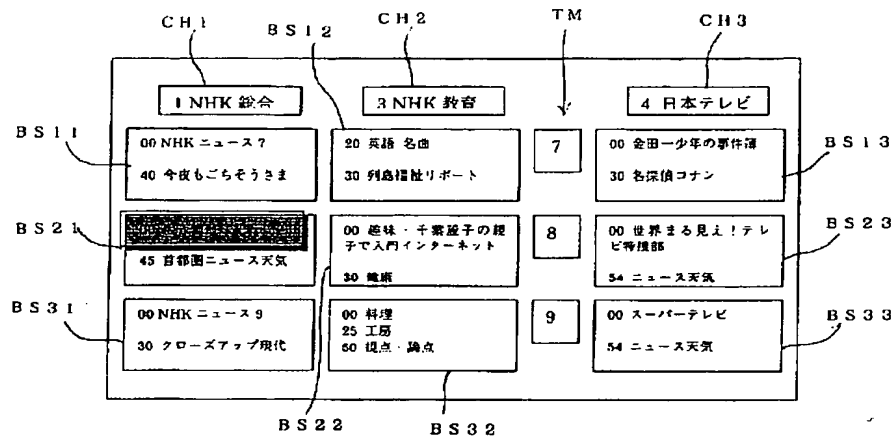 CH1
BS12
CH2
TM
CH3
1 NHK 総合
3 NHK 教育
4 日本テレビ
BS11
00 NHK ニュース7
40 今夜もごちそうさま
20 英語 名曲
30 列島福祉リポート
7
00 金田一少年の事件簿
30 名探偵コナン
BS13
BS21
45 首都圏ニュース天気
00 趣味・千葉麗子の親
子で入門インターネット
30 健康
8
00 世界まる見え！テレ
ビ特捜部
54 ニュース天気
BS23
BS31
00 NHK ニュース 9
30 クローズアップ現代
00 料理
25 工房
50 視点・論点
9
00 スーパーテレビ
54 ニュース天気
BS33
BS22
BS32